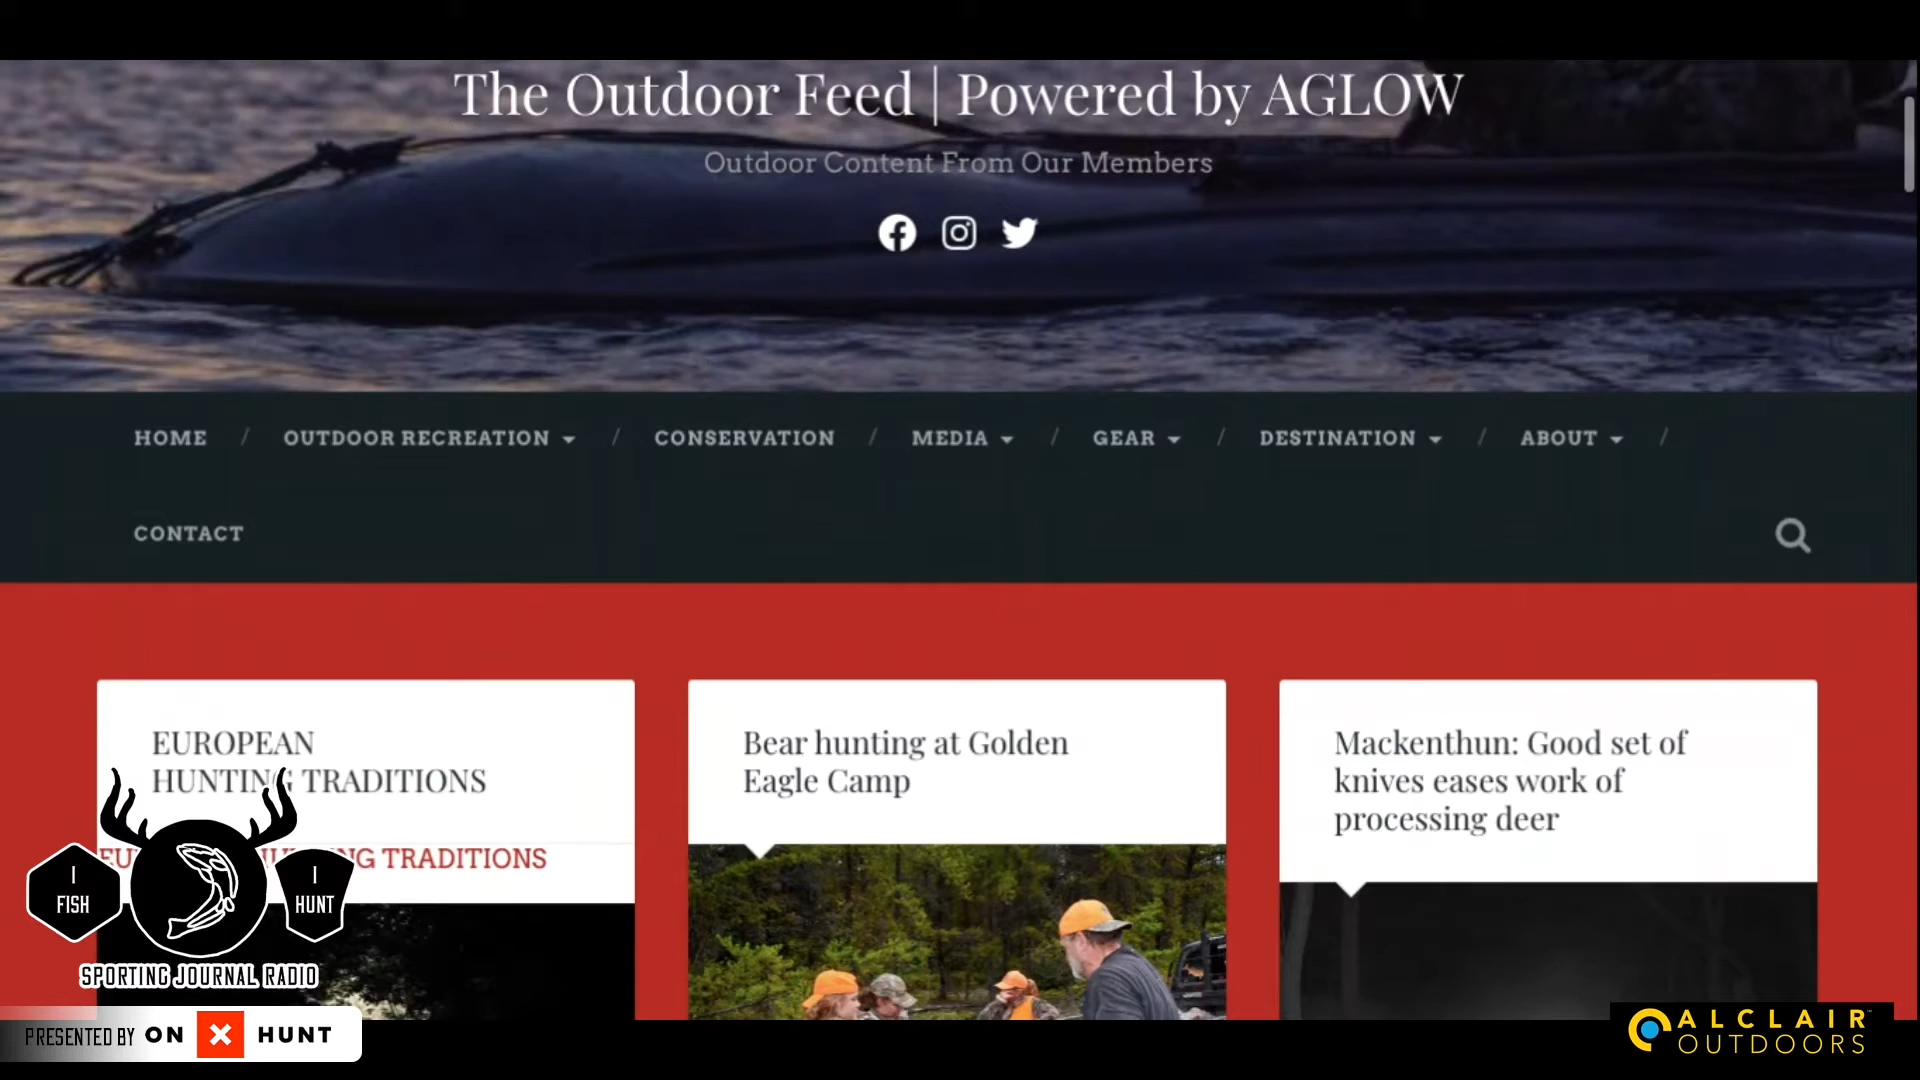 The Outdoor Feed | Powered by AGLOW
Outdoor Content From Our Members
HOME / OUTDOOR RECREATION / CONSERVATION / MEDIA / GEAR / DESTINATION / ABOUT /
CONTACT
EUROPEAN
HUNTING TRADITIONS
TRADITIONS
Bear hunting at Golden
Eagle Camp
Mackenthun: Good set of
knives eases work of
processing deer
I
FISH
I
HUNT
SPORTING JOURNAL RADIO
PRESENTED BY ON X HUNT
ALCLAIR
OUTDOORS